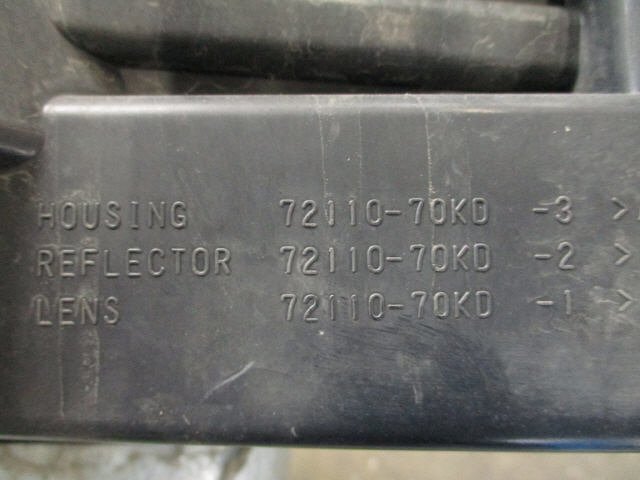 HOUSING 72110-70KD -3 >
REFLECTOR 72110-70KD -2 >
LENS 72110-70KD -1 >